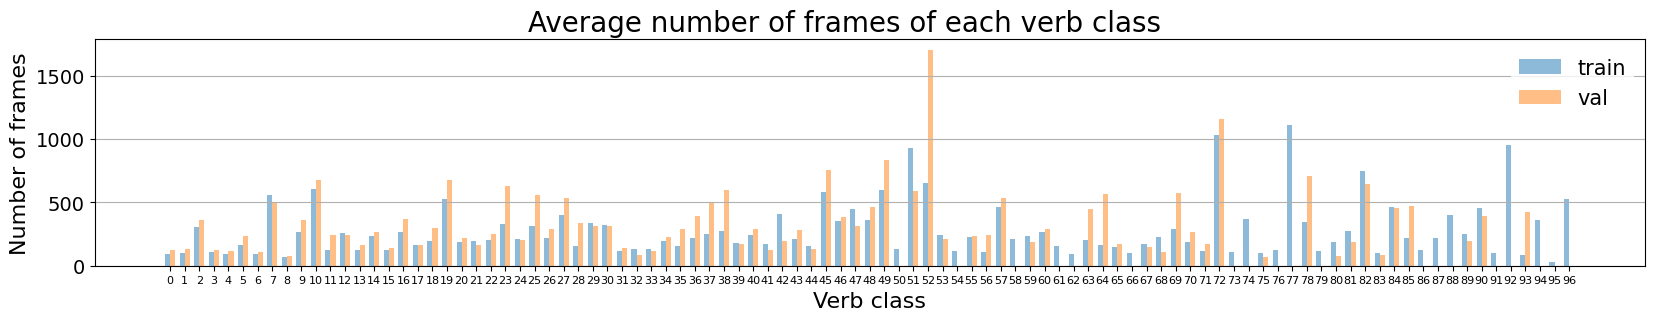 Average number of frames of each verb class
Number of frames
1500
1000
500
0
train
val
0 1 2 3 4 5 6 7 8 9 10 11 12 13 14 15 16 17 18 19 20 21 22 23 24 25 26 27 28 29 30 31 32 33 34 35 36 37 38 39 40 41 42 43 44 45 46 47 48 49 50 51 52 53 54 55 56 57 58 59 60 61 62 63 64 65 66 67 68 69 70 71 72 73 74 75 76 77 78 79 80 81 82 83 84 85 86 87 88 89 90 91 92 93 94 95 96
Verb class